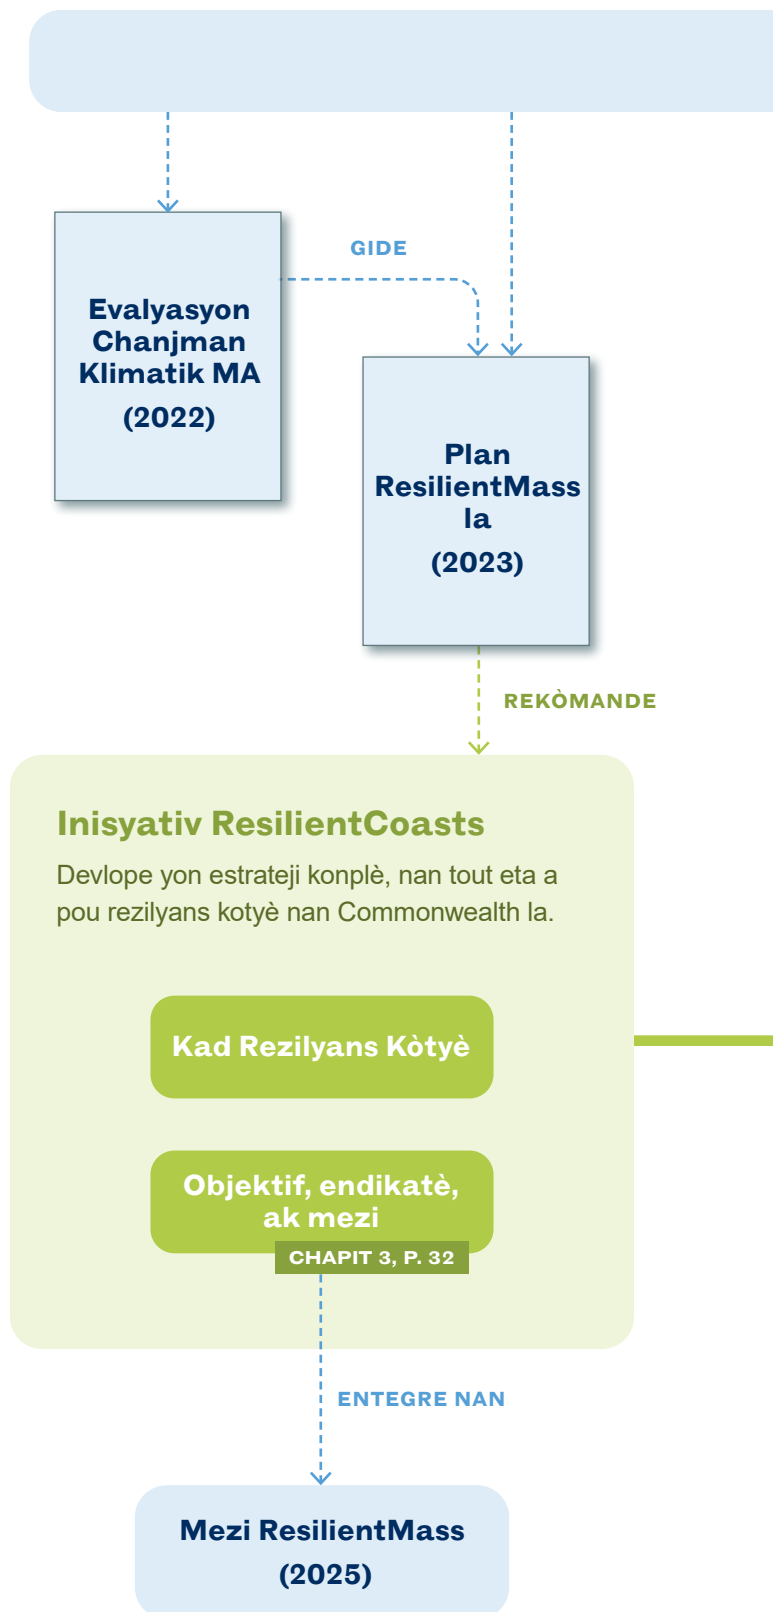 GIDE
Evalyasyon
Chanjman
Klimatik MA
(2022)
Plan
ResilientMass
la
(2023)
REKÒMANDE
Inisyativ ResilientCoasts
Devlope yon estrateji konplè, nan tout eta a
pou rezilyans kotyè nan Commonwealth la.
Kad Rezilyans Kòtyè
Objektif, endikatè,
ak mezi
CHAPIT 3, P. 32
ENTEGRE NAN
Mezi ResilientMass
(2025)